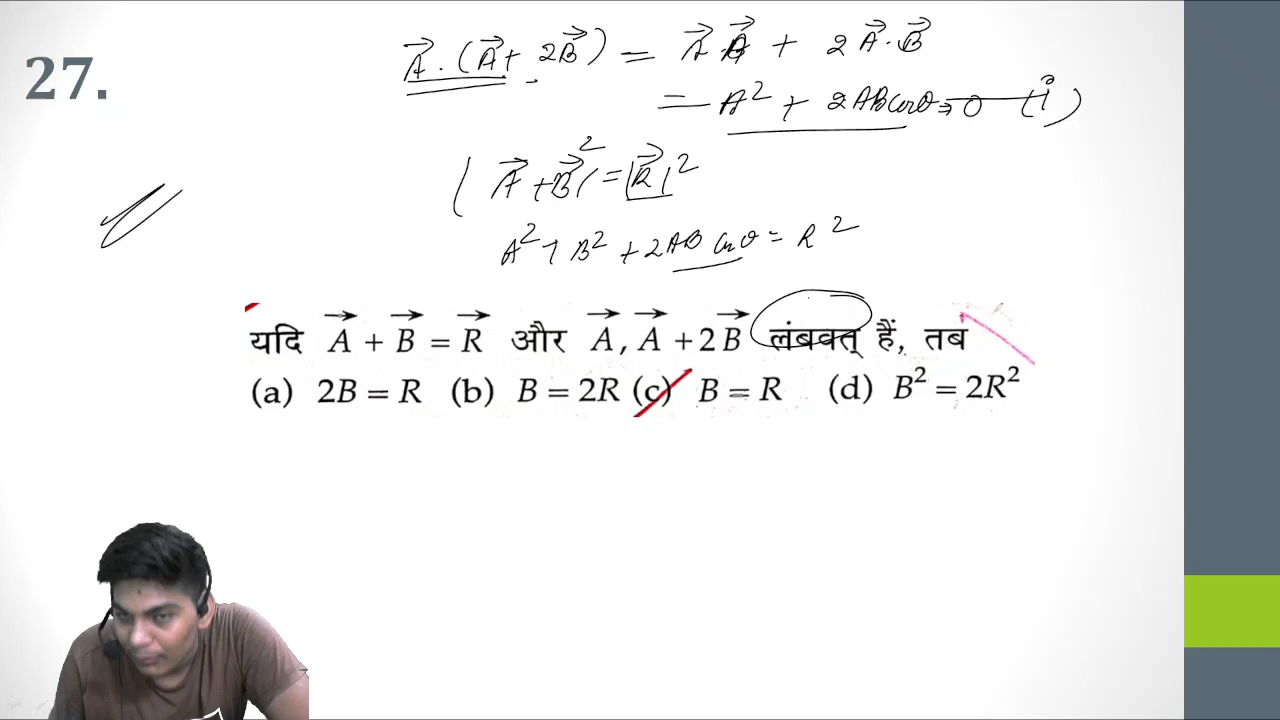 27.
A⃗ . (A⃗ + 2B⃗) = A⃗ . A⃗ + 2A⃗ . B⃗
= A² + 2AB cosθ = 0 — (i)
(A⃗ + B⃗)² = |R⃗|²
A² + B² + 2AB cosθ = R²
यदि A⃗ + B⃗ = R⃗ और A⃗, A⃗ + 2B⃗ लंबवत् हैं, तब
(a) 2B = R (b) B = 2R (c) B = R (d) B² = 2R²